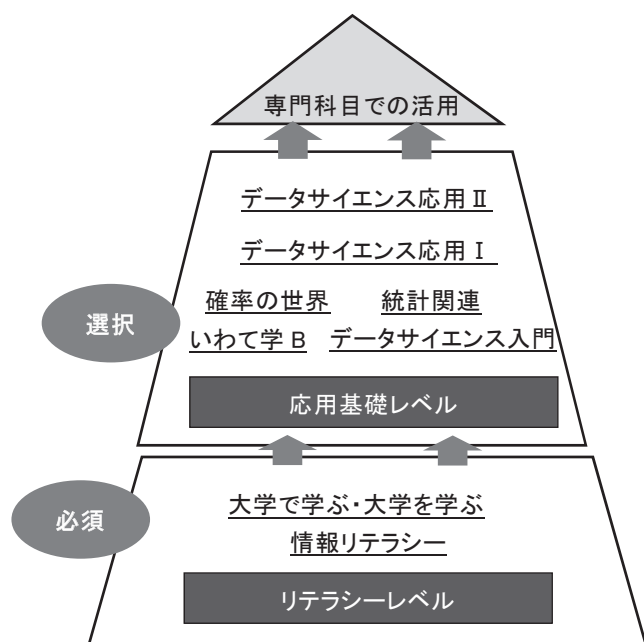 専門科目での活用
データサイエンス応用 Ⅱ
データサイエンス応用 Ⅰ
確率の世界 統計関連
選択
いわて学 B データサイエンス入門
応用基礎レベル
大学で学ぶ・大学を学ぶ
必須
情報リテラシー
リテラシーレベル